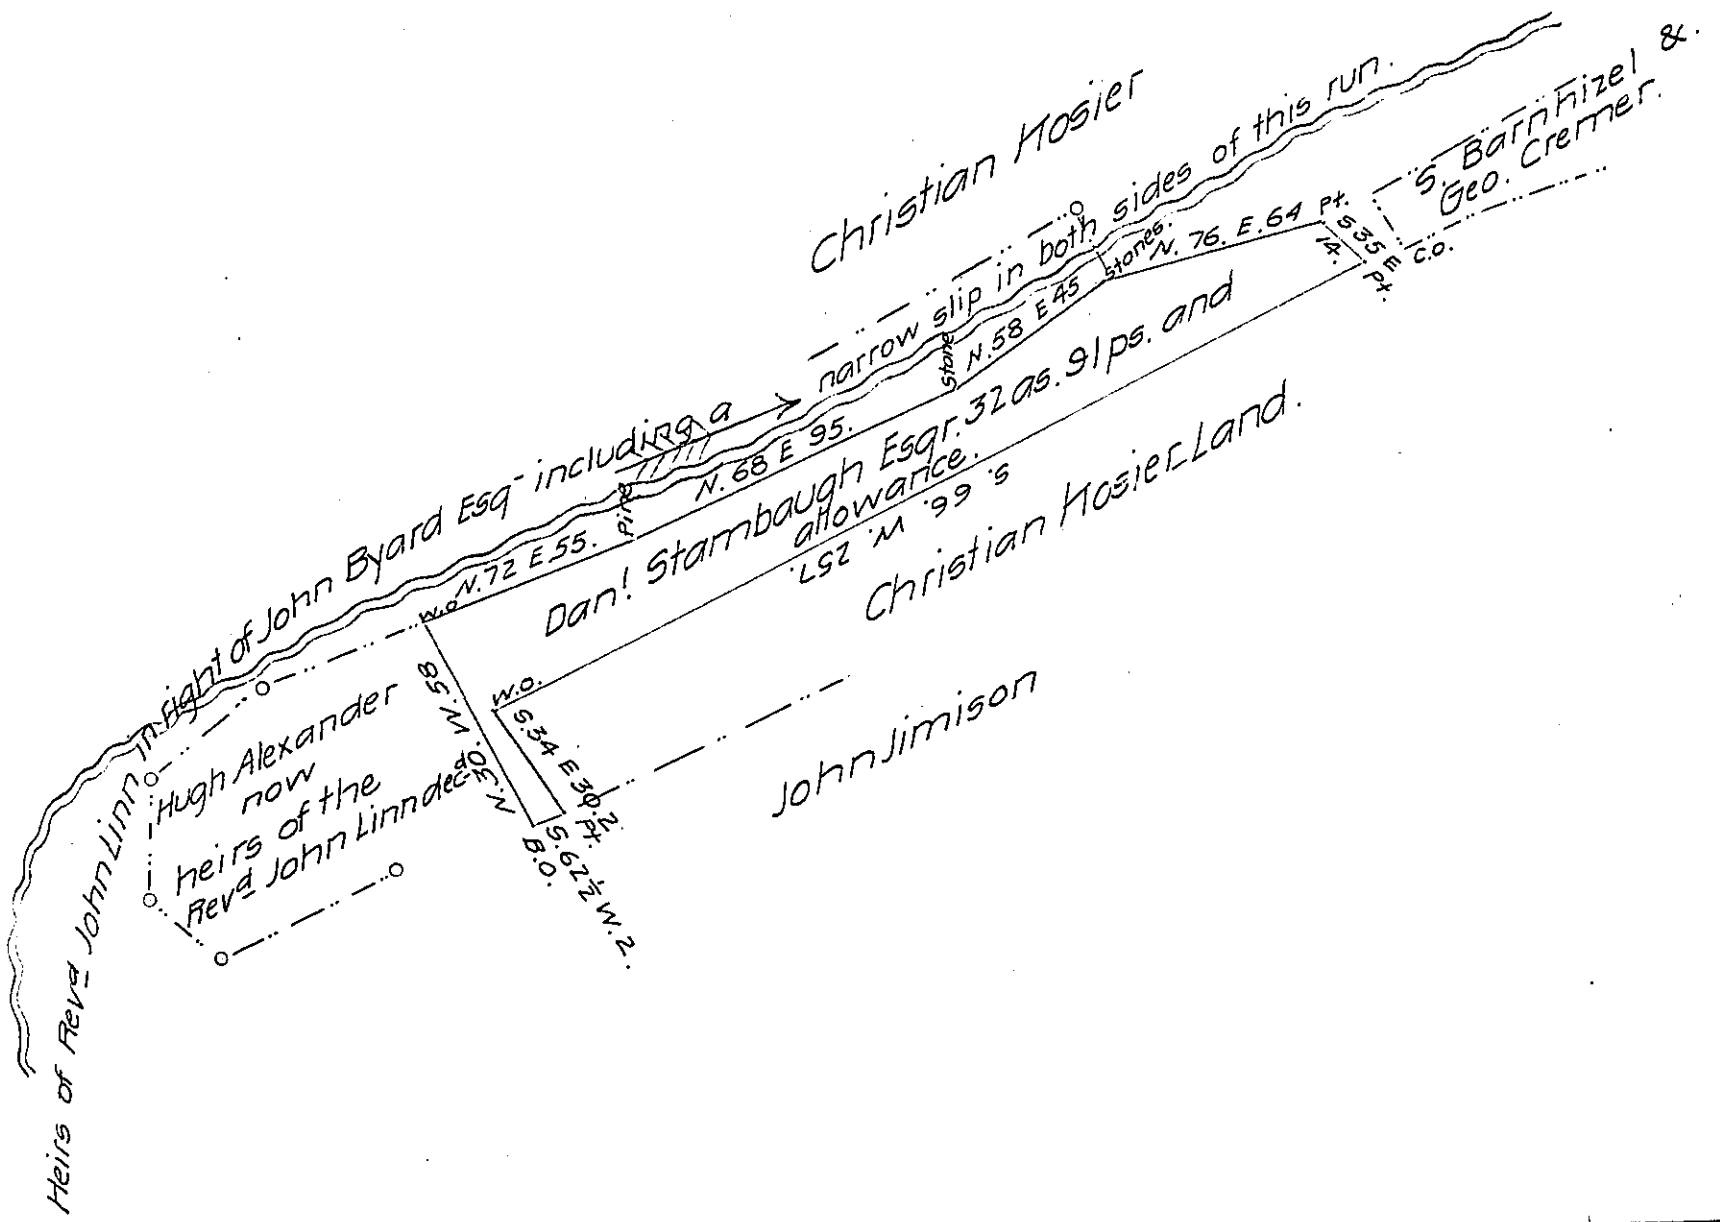 Christian Hosier
S. Barnhizel &.
Geo. Cremer.
Heirs of Revd John Linn in right of John Byard Esqr including a
narrow slip in both sides of this run.
Pt.
S 35 E
14.
Pt.
C.O.
Stones.
N. 76. E. 64
Stake
N. 58 E 45
N. 68 E 95.
Pine
N. 72 E 55.
W.O.
Danl Stambaugh Esqr. 32 as. 91 ps. and
allowance.
S. 66. W. 257.
Christian Hosier Land.
John Jimison
W.O.
S. 34 E 30.2
Pt.
S. 62½ W. 2.
B.O.
N. 30. W. 58
Hugh Alexander
now
heirs of the
Revd John Linn decd